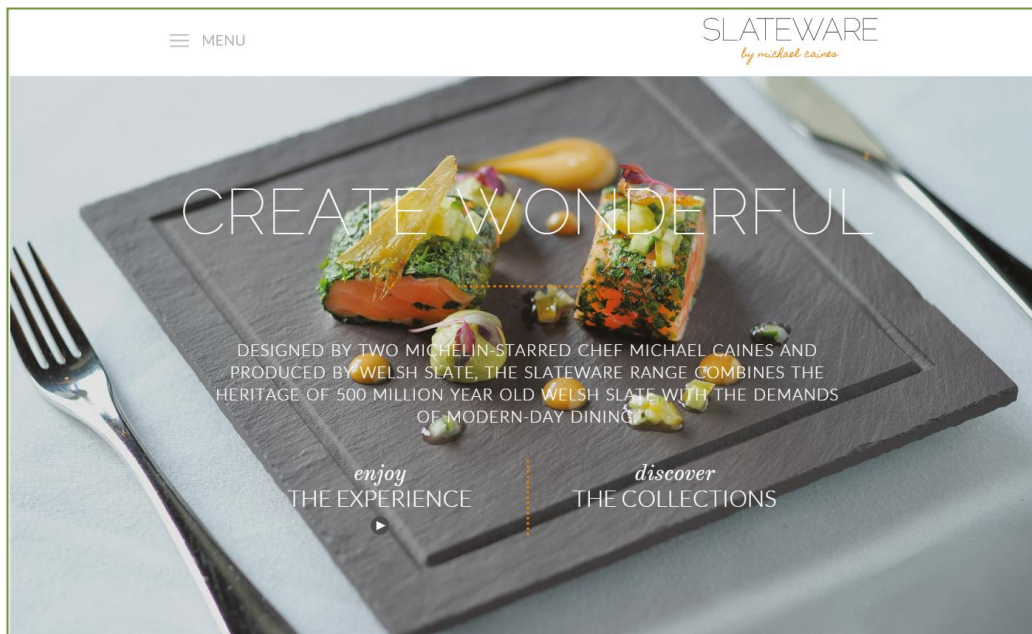 MENU
SLATEWARE
by michael caines
CREATE WONDERFUL
DESIGNED BY TWO MICHELIN-STARRED CHEF MICHAEL CAINES AND
PRODUCED BY WELSH SLATE, THE SLATEWARE RANGE COMBINES THE
HERITAGE OF 500 MILLION YEAR OLD WELSH SLATE WITH THE DEMANDS
OF MODERN-DAY DINING.
enjoy
THE EXPERIENCE
discover
THE COLLECTIONS